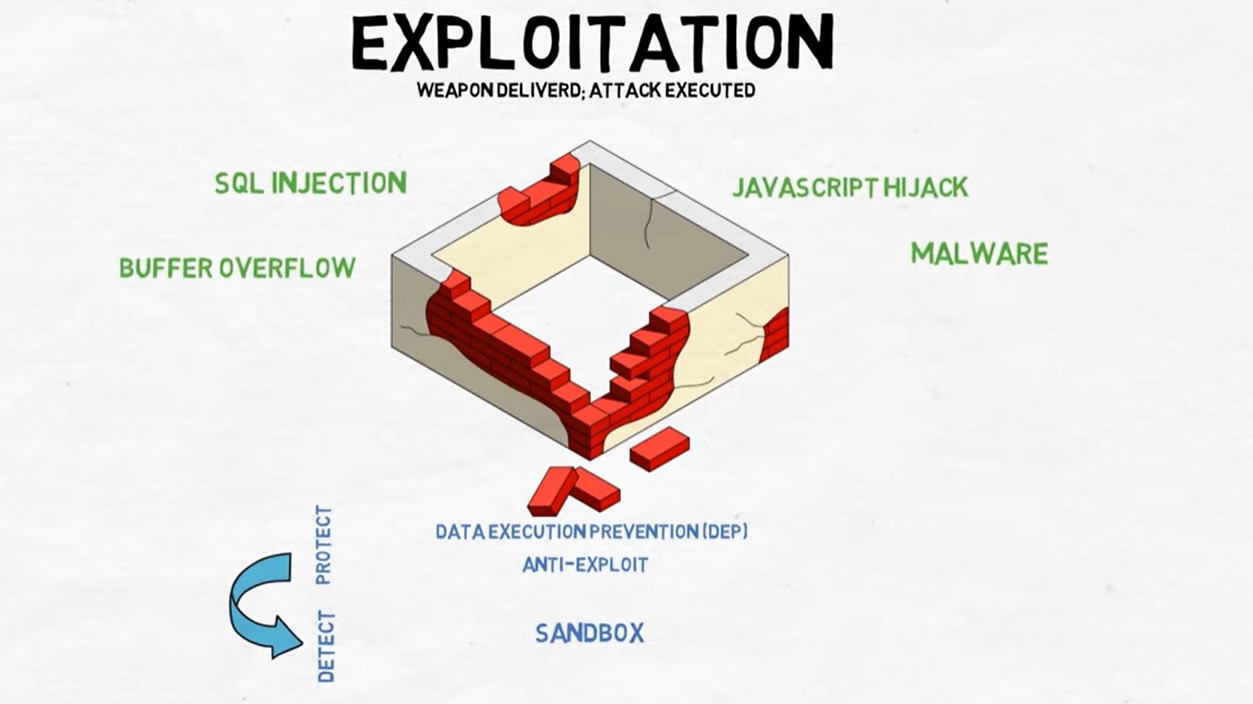 EXPLOITATION
WEAPON DELIVERD; ATTACK EXECUTED
SQL INJECTION
JAVASCRIPT HIJACK
BUFFER OVERFLOW
MALWARE
DATA EXECUTION PREVENTION (DEP)
ANTI-EXPLOIT
PROTECT
SANDBOX
DETECT